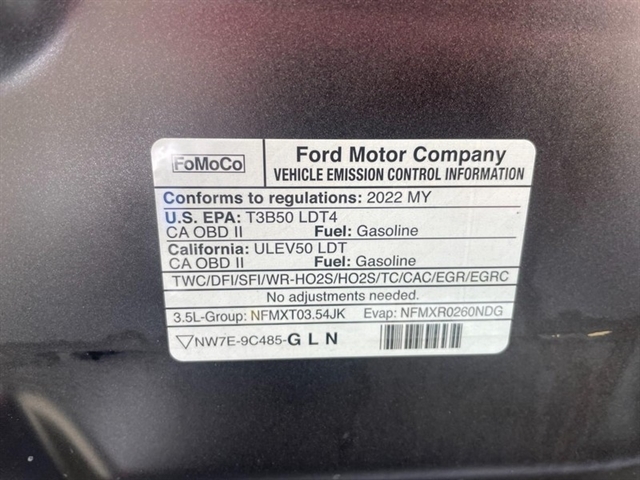 FoMoCo
Ford Motor Company
VEHICLE EMISSION CONTROL INFORMATION
Conforms to regulations: 2022 MY
U.S. EPA: T3B50 LDT4
CA OBD II Fuel: Gasoline
California: ULEV50 LDT
CA OBD II Fuel: Gasoline
TWC/DFI/SFI/WR-HO2S/HO2S/TC/CAC/EGR/EGRC
No adjustments needed.
3.5L-Group: NFMXT03.54JK Evap: NFMXR0260NDG
▽NW7E-9C485-GLN